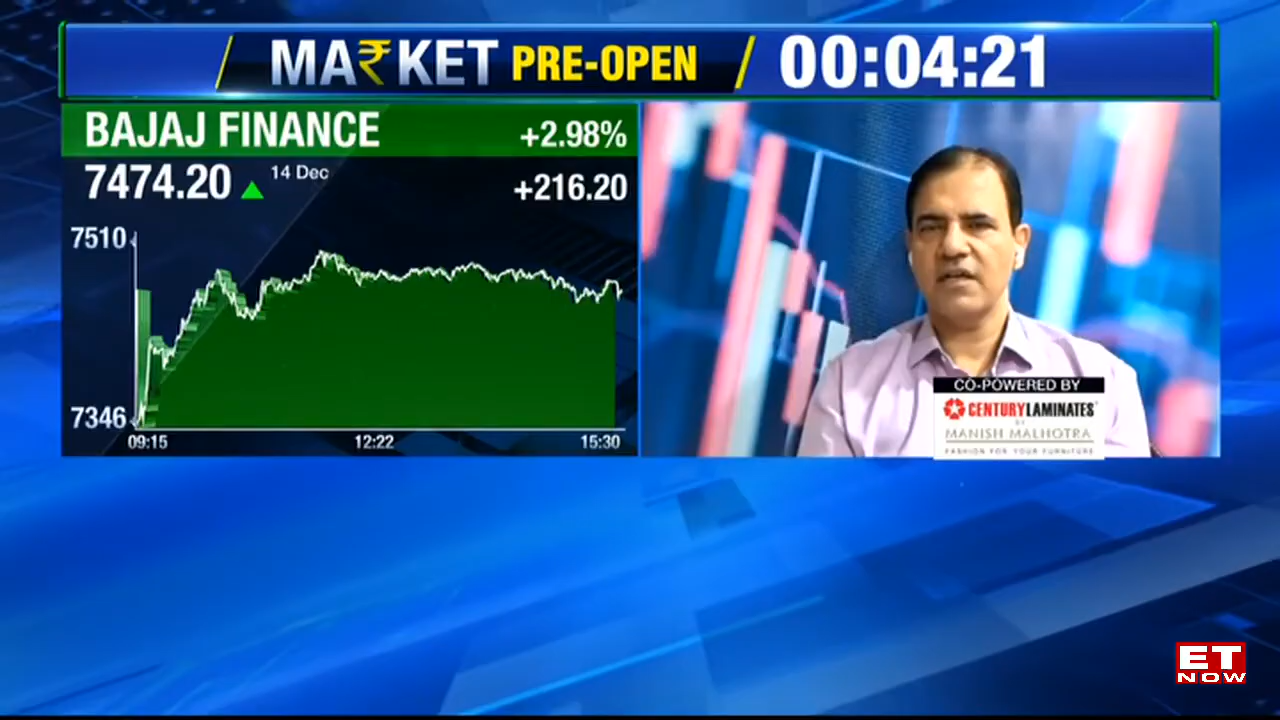 MA₹KET PRE-OPEN 00:04:21
BAJAJ FINANCE +2.98%
7474.20 14 Dec +216.20
7510
7346
09:15 12:22 15:30
CO-POWERED BY
CENTURYLAMINATES
BY
MANISH MALHOTRA
FASHION FOR YOUR FURNITURE
ET
NOW